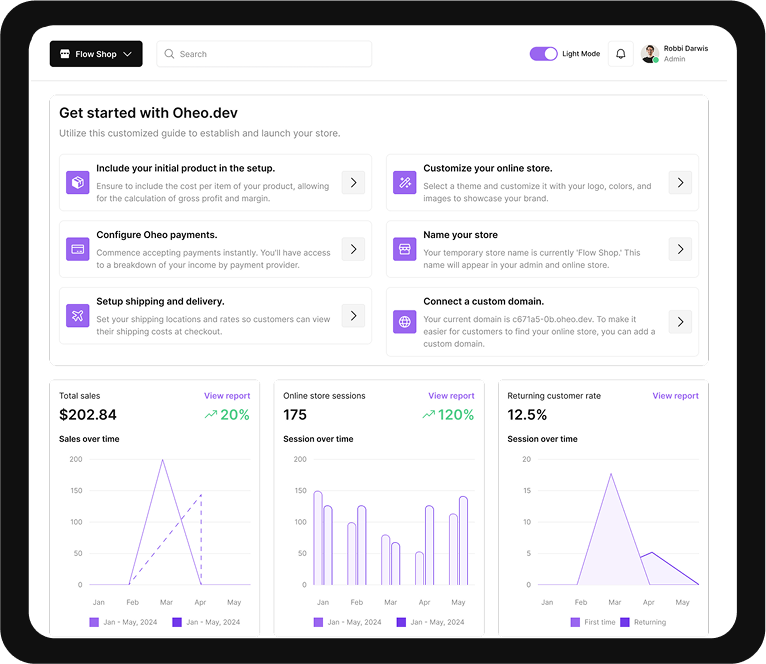 Flow Shop
Search
Light Mode
Robbi Darwis
Admin
Get started with Oheo.dev
Utilize this customized guide to establish and launch your store.
Include your initial product in the setup.
Ensure to include the cost per item of your product, allowing
for the calculation of gross profit and margin.
Customize your online store.
Select a theme and customize it with your logo, colors, and
images to showcase your brand.
Configure Oheo payments.
Commence accepting payments instantly. You'll have access
to a breakdown of your income by payment provider.
Name your store
Your temporary store name is currently 'Flow Shop.' This
name will appear in your admin and online store.
Setup shipping and delivery.
Set your shipping locations and rates so customers can view
their shipping costs at checkout.
Connect a custom domain.
Your current domain is c671a5-0b.oheo.dev. To make it
easier for customers to find your online store, you can add a
custom domain.
Total sales
View report
$202.84
20%
Sales over time
200
150
100
50
0
Jan Feb Mar Apr May
Jan - May, 2024 Jan - May, 2024
Online store sessions
View report
175
120%
Session over time
200
150
100
50
0
Jan Feb Mar Apr May
Jan - May, 2024 Jan - May, 2024
Returning customer rate
View report
12.5%
Session over time
20
15
10
5
0
Jan Feb Mar Apr May
First time Returning